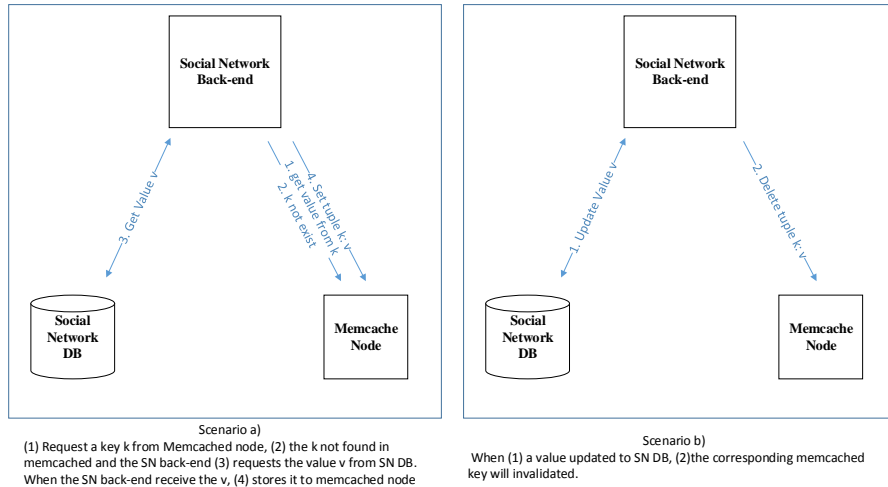 Social Network
Back-end
3. Get Value v
1. get value from k
2. k not exist
4. Set tuple k: v
Social
Network
DB
Memcache
Node
Scenario a)
(1) Request a key k from Memcached node, (2) the k not found in
memcached and the SN back-end (3) requests the value v from SN DB.
When the SN back-end receive the v, (4) stores it to memcached node
Social Network
Back-end
1. Update Value v
2. Delete tuple k: v
Social
Network
DB
Memcache
Node
Scenario b)
When (1) a value updated to SN DB, (2)the corresponding memcached
key will invalidated.